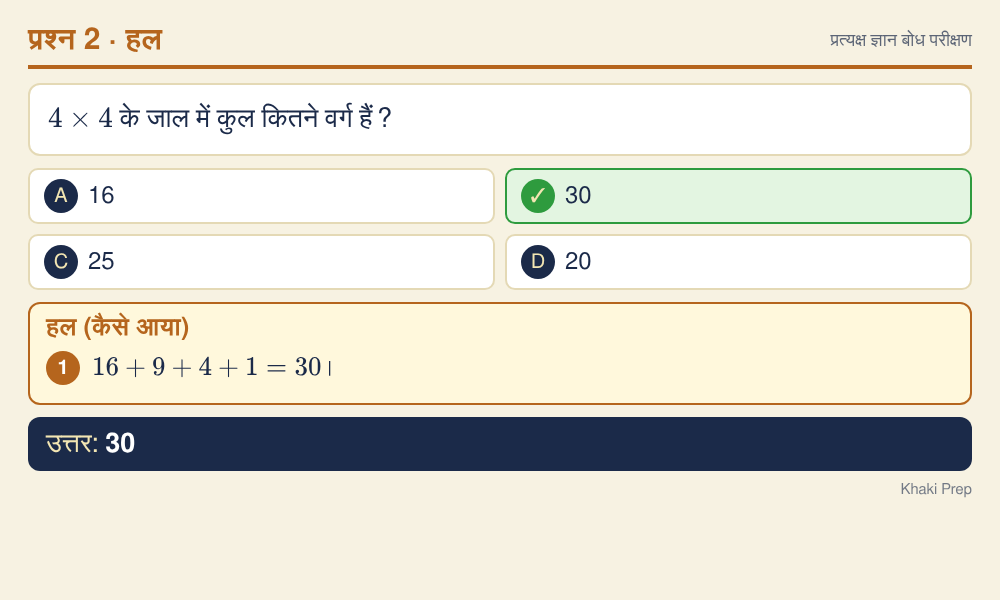 प्रश्न 2 · हल
प्रत्यक्ष ज्ञान बोध परीक्षण
4 × 4 के जाल में कुल कितने वर्ग हैं ?
A 16
✓ 30
C 25
D 20
हल (कैसे आया)
1 16 + 9 + 4 + 1 = 30।
उत्तर: 30
Khaki Prep